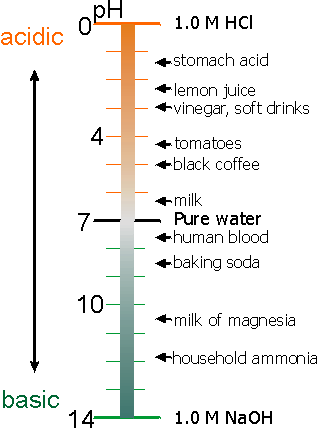 pH
0 1.0 M HCl
acidic
stomach acid
lemon juice
vinegar, soft drinks
4
tomatoes
black coffee
milk
7 Pure water
human blood
baking soda
10
milk of magnesia
household ammonia
basic
14 1.0 M NaOH